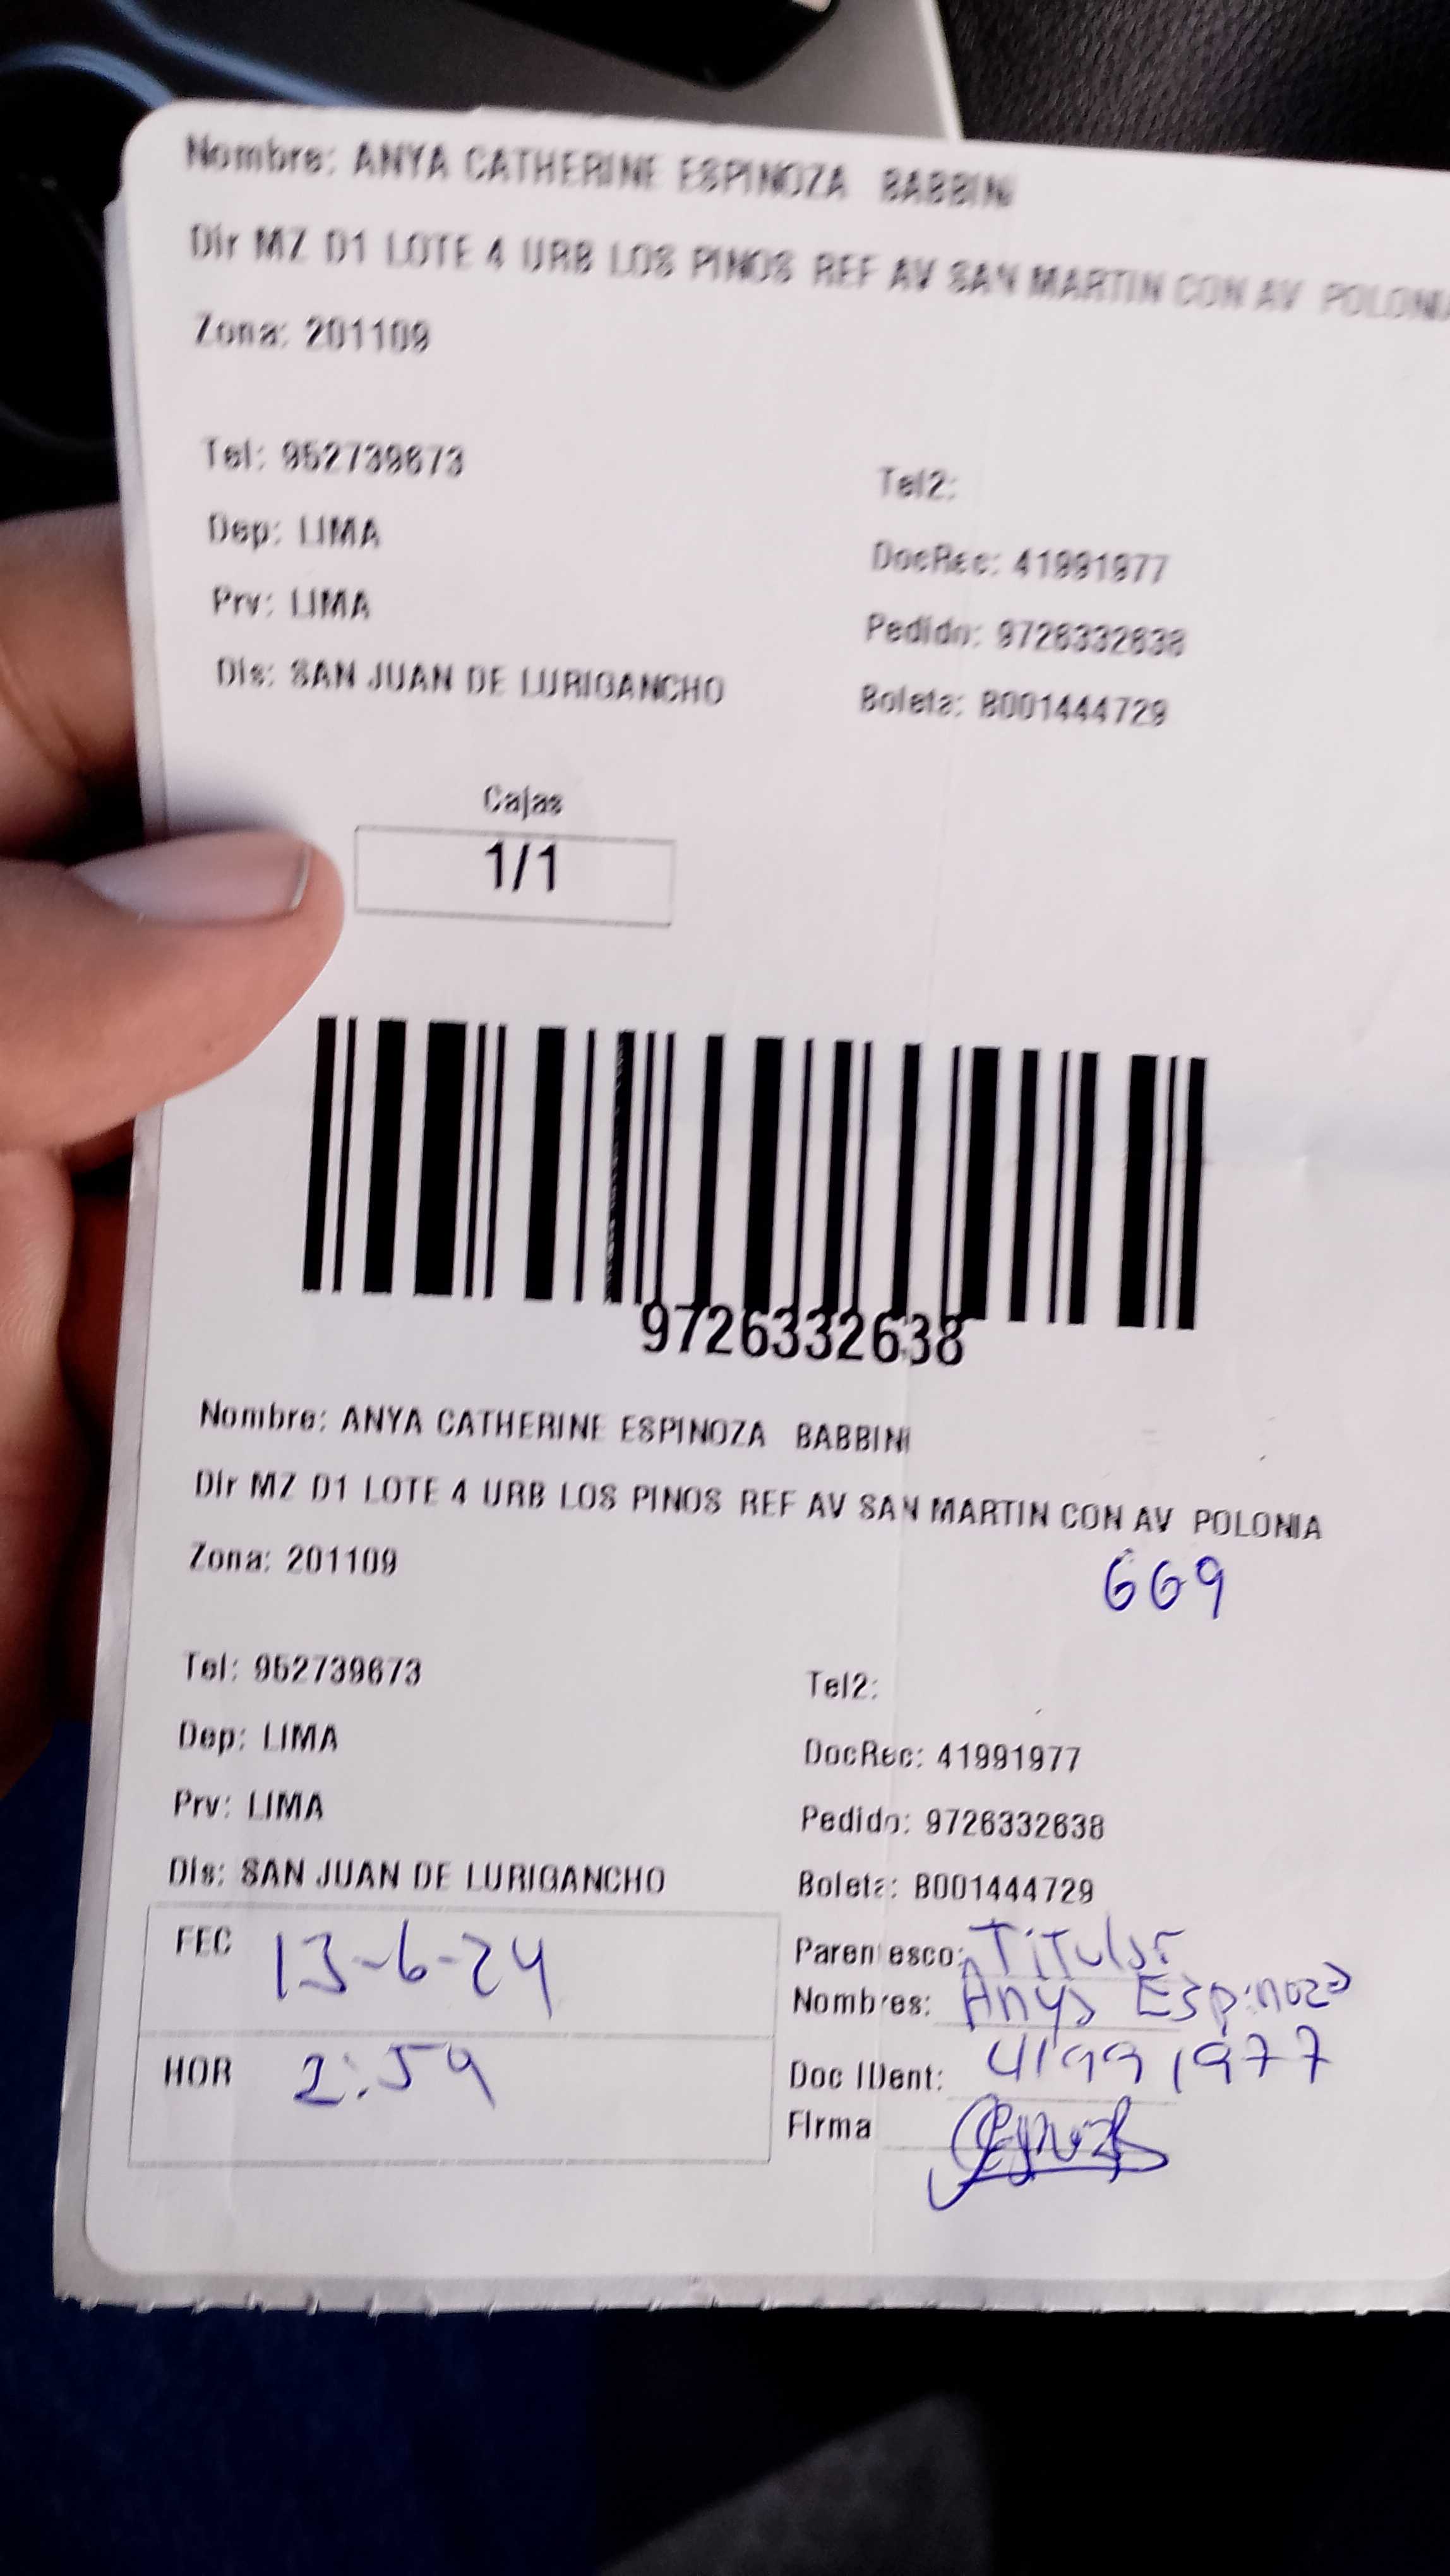 Nombre: ANYA CATHERINE ESPINOZA BABBINI
Dir MZ D1 LOTE 4 URB LOS PINOS REF AV SAN MARTIN CON AV POLONIA
Zona: 201109
Tel: 952739673
Tel2:
Dep: LIMA
DocRec: 41991977
Prv: LIMA
Pedido: 9726332638
Dis: SAN JUAN DE LURIGANCHO
Boleta: B001444729
Cajas
1/1
9726332638
Nombre: ANYA CATHERINE ESPINOZA BABBINI
Dir MZ D1 LOTE 4 URB LOS PINOS REF AV SAN MARTIN CON AV POLONIA
Zona: 201109
669
Tel: 952739673
Tel2:
Dep: LIMA
DocRec: 41991977
Prv: LIMA
Pedido: 9726332638
Dis: SAN JUAN DE LURIGANCHO
Boleta: B001444729
FEC 13-6-24
Parentesco: Titular
Nombres: Anya Espinoza
HOR 2:59
Doc IDent: 41991977
Firma